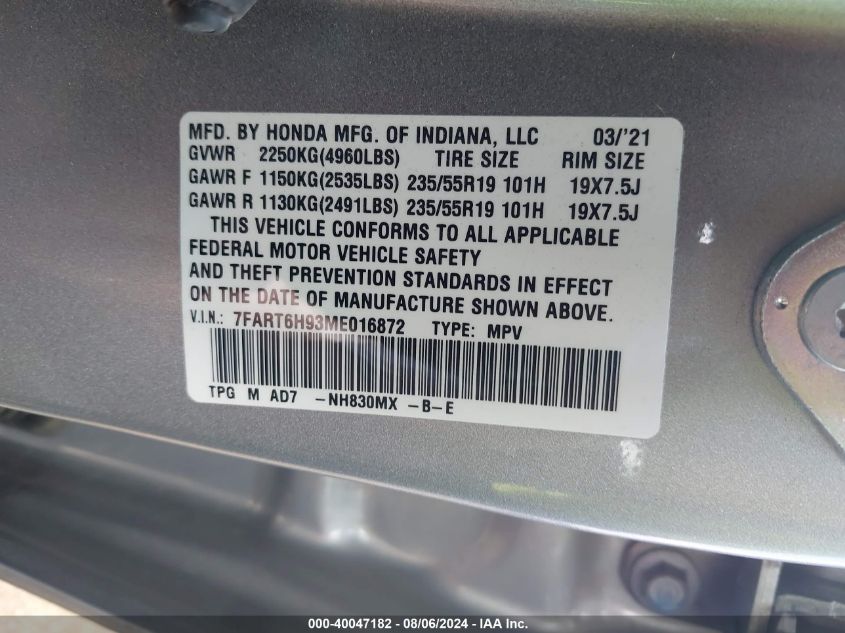 MFD. BY HONDA MFG. OF INDIANA, LLC 03/'21
GVWR 2250KG(4960LBS) TIRE SIZE RIM SIZE
GAWR F 1150KG(2535LBS) 235/55R19 101H 19X7.5J
GAWR R 1130KG(2491LBS) 235/55R19 101H 19X7.5J
THIS VEHICLE CONFORMS TO ALL APPLICABLE
FEDERAL MOTOR VEHICLE SAFETY
AND THEFT PREVENTION STANDARDS IN EFFECT
ON THE DATE OF MANUFACTURE SHOWN ABOVE.
V.I.N.: 7FART6H93ME016872 TYPE: MPV
TPG M AD7 -NH830MX -B-E
000-40047182 - 08/06/2024 - IAAI Inc.